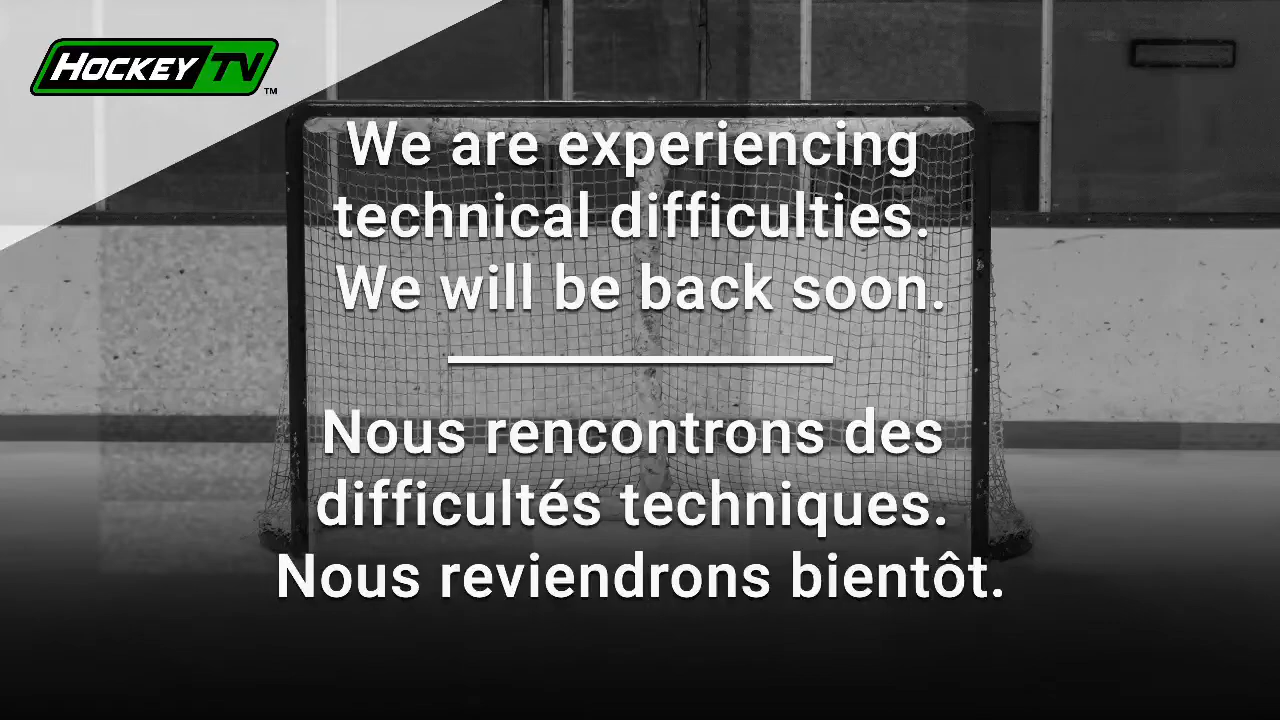 HOCKEY TV™
We are experiencing
technical difficulties.
We will be back soon.
Nous rencontrons des
difficultés techniques.
Nous reviendrons bientôt.